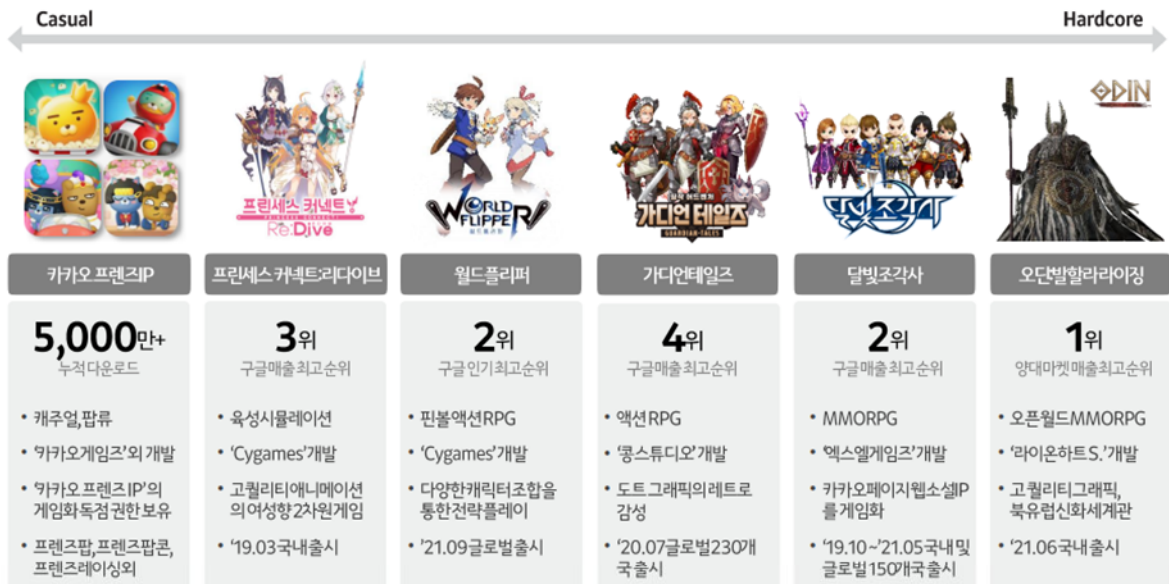 Casual
Hardcore
프린세스 커넥트!
Re:Dive
WORLD FLIPPER
월드플리퍼
가디언 테일즈
GUARDIAN TALES
달빛조각사
ODIN
카카오 프렌즈IP
프린세스 커넥트:리다이브
월드플리퍼
가디언테일즈
달빛조각사
오딘:발할라라이징
5,000만+
누적 다운로드
• 캐주얼, 팝류
• ‘카카오게임즈’ 외 개발
• ‘카카오 프렌즈 IP’의
게임화 독점 권한 보유
• 프렌즈팝, 프렌즈팝콘,
프렌즈레이싱 외
3위
구글 매출 최고 순위
• 육성시뮬레이션
• ‘Cygames’ 개발
• 고퀄리티 애니메이션
의 여성향 2차원 게임
• ‘19.03 국내 출시
2위
구글 인기 최고 순위
• 핀볼액션 RPG
• ‘Cygames’ 개발
• 다양한 캐릭터 조합을
통한 전략 플레이
• ’21.09 글로벌 출시
4위
구글 매출 최고 순위
• 액션 RPG
• ‘콩스튜디오’ 개발
• 도트 그래픽의 레트로
감성
• ‘20.07 글로벌 230개
국 출시
2위
구글 매출 최고 순위
• MMORPG
• ‘엑스엘게임즈’ 개발
• 카카오페이지 웹소설 IP
를 게임화
• ‘19.10 ~ ’21.05 국내 및
글로벌 150개국 출시
1위
양대마켓 매출 최고순위
• 오픈월드 MMORPG
• ‘라이온하트 S.’ 개발
• 고퀄리티 그래픽,
북유럽 신화 세계관
• ‘21.06 국내 출시